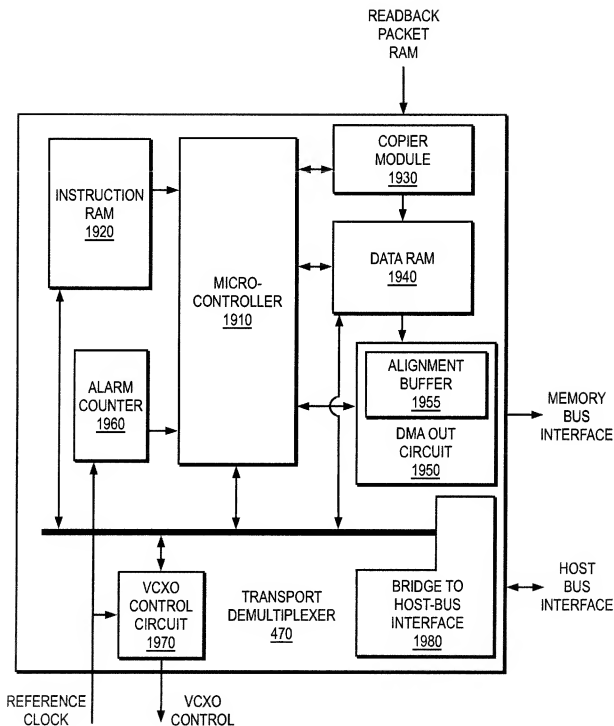 READBACK
PACKET
RAM
COPIER
MODULE
1930
INSTRUCTION
RAM
1920
MICRO-
CONTROLLER
1910
DATA RAM
1940
ALARM
COUNTER
1960
ALIGNMENT
BUFFER
1955
DMA OUT
CIRCUIT
1950
MEMORY
BUS
INTERFACE
VCXO
CONTROL
CIRCUIT
1970
TRANSPORT
DEMULTIPLEXER
470
BRIDGE TO
HOST-BUS
INTERFACE
1980
HOST
BUS
INTERFACE
REFERENCE
CLOCK
VCXO
CONTROL